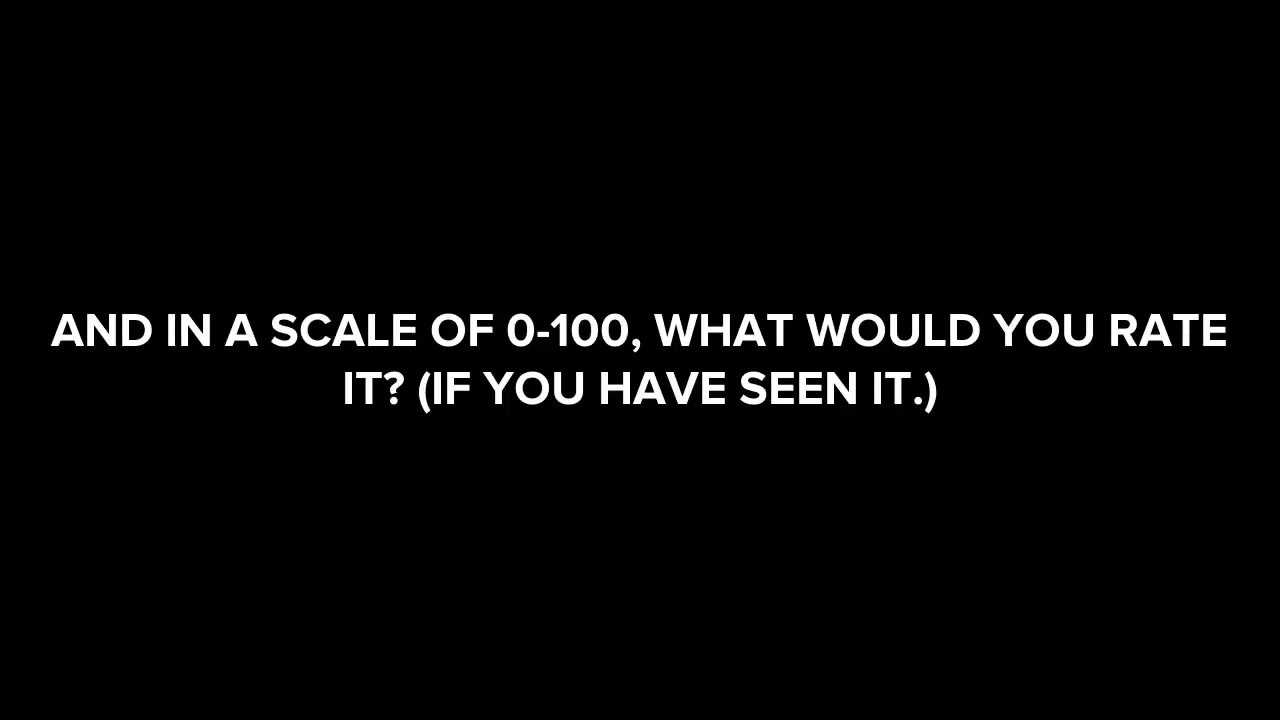 AND IN A SCALE OF 0-100, WHAT WOULD YOU RATE
IT? (IF YOU HAVE SEEN IT.)